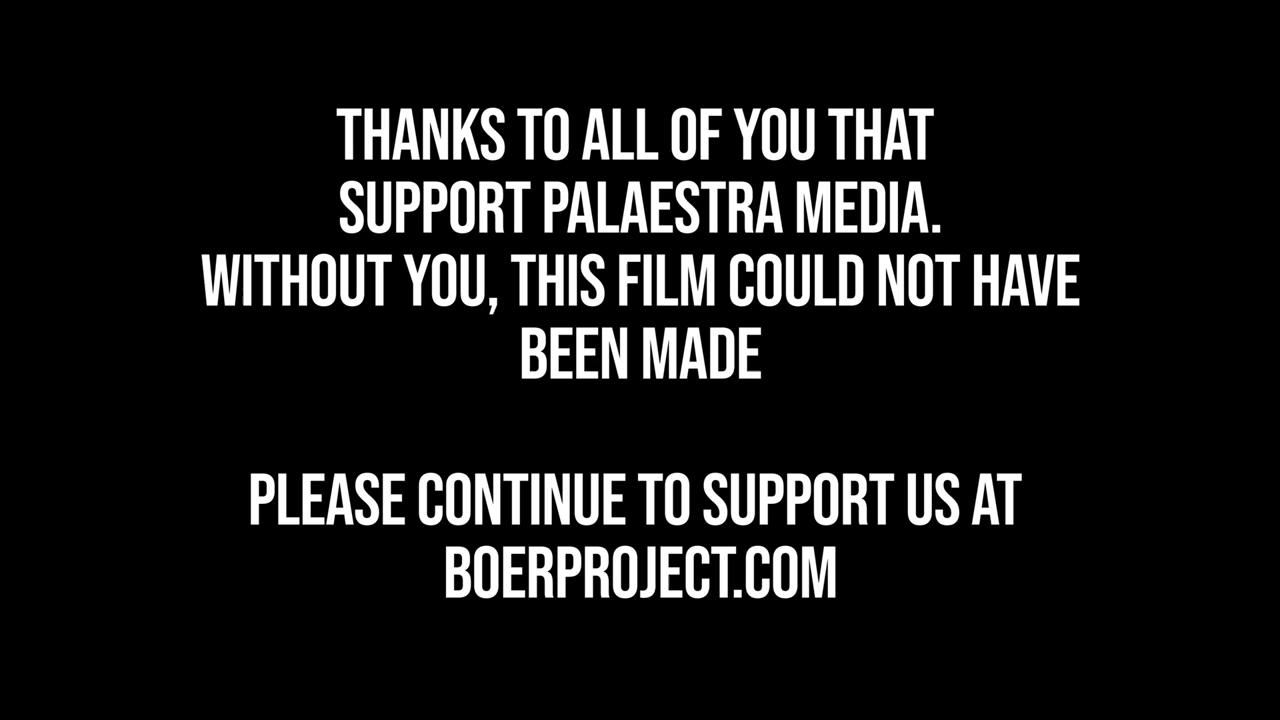 THANKS TO ALL OF YOU THAT
SUPPORT PALAESTRA MEDIA.
WITHOUT YOU, THIS FILM COULD NOT HAVE
BEEN MADE
PLEASE CONTINUE TO SUPPORT US AT
BOERPROJECT.COM